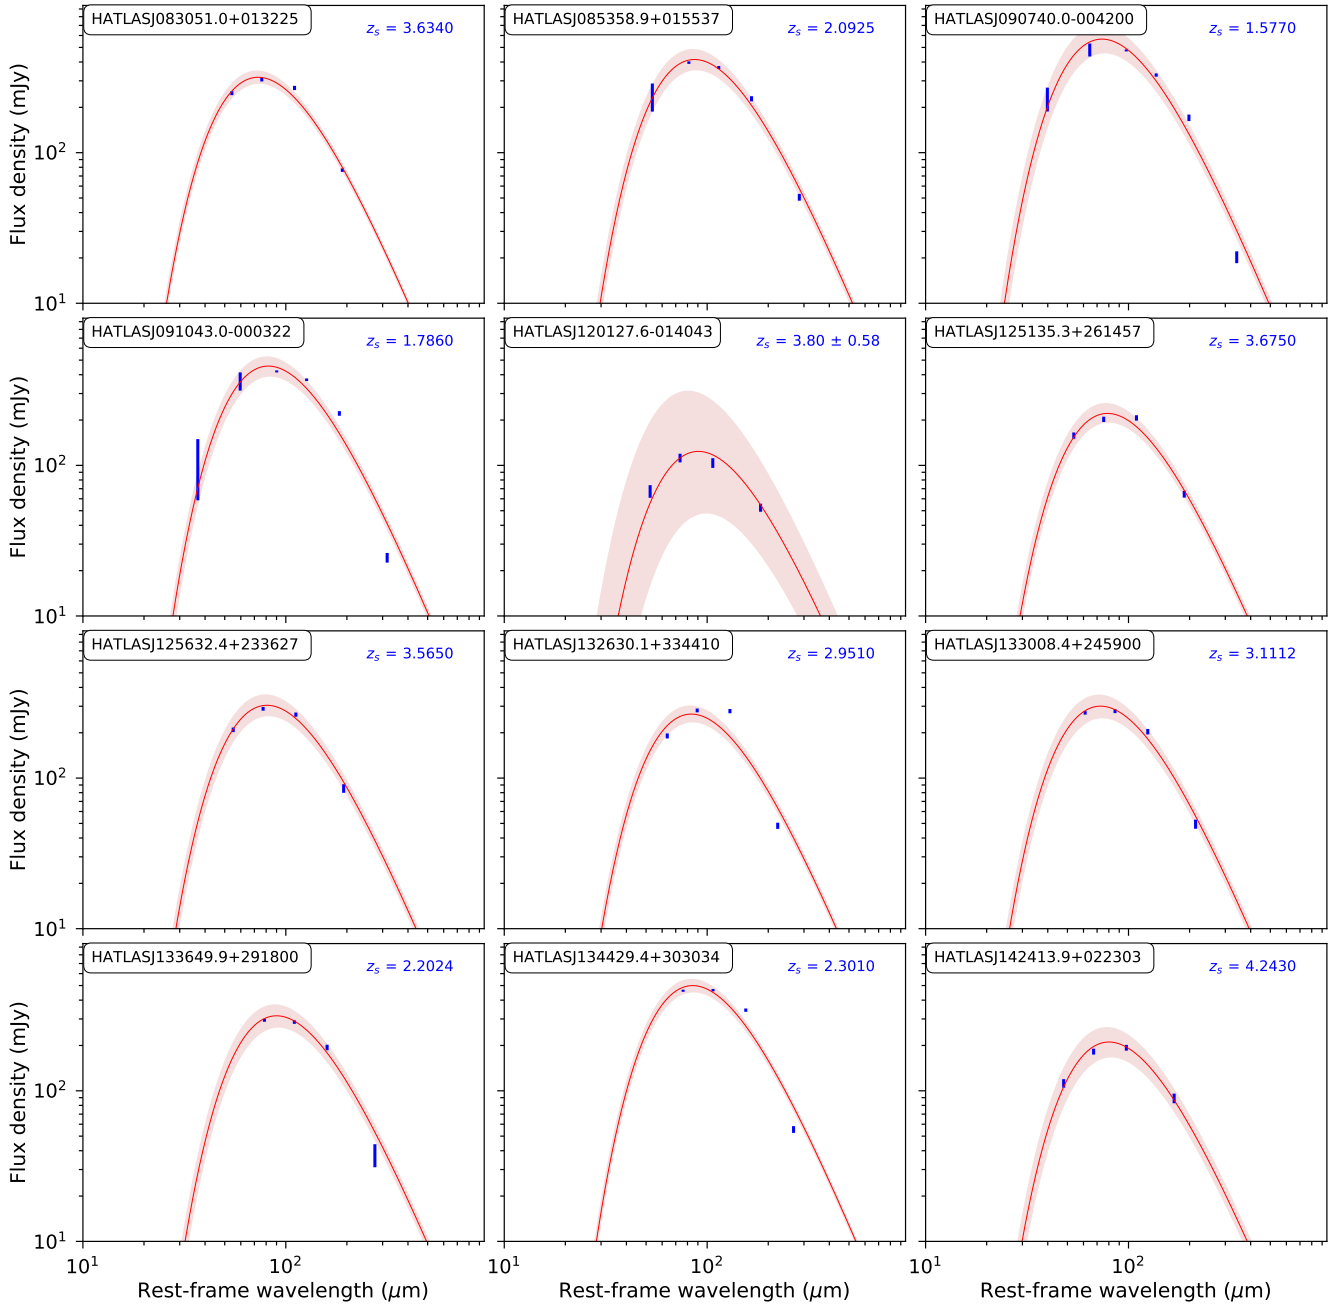 HATLASJ083051.0+013225
z_s = 3.6340
HATLASJ085358.9+015537
z_s = 2.0925
HATLASJ090740.0-004200
z_s = 1.5770
Flux density (mJy)
10^2
10^1
HATLASJ091043.0-000322
z_s = 1.7860
HATLASJ120127.6-014043
z_s = 3.80 ± 0.58
HATLASJ125135.3+261457
z_s = 3.6750
Flux density (mJy)
10^2
10^1
HATLASJ125632.4+233627
z_s = 3.5650
HATLASJ132630.1+334410
z_s = 2.9510
HATLASJ133008.4+245900
z_s = 3.1112
Flux density (mJy)
10^2
10^1
HATLASJ133649.9+291800
z_s = 2.2024
HATLASJ134429.4+303034
z_s = 2.3010
HATLASJ142413.9+022303
z_s = 4.2430
Flux density (mJy)
10^2
10^1
10^1 10^2 10^1 10^2 10^1 10^2
Rest-frame wavelength (μm) Rest-frame wavelength (μm) Rest-frame wavelength (μm)